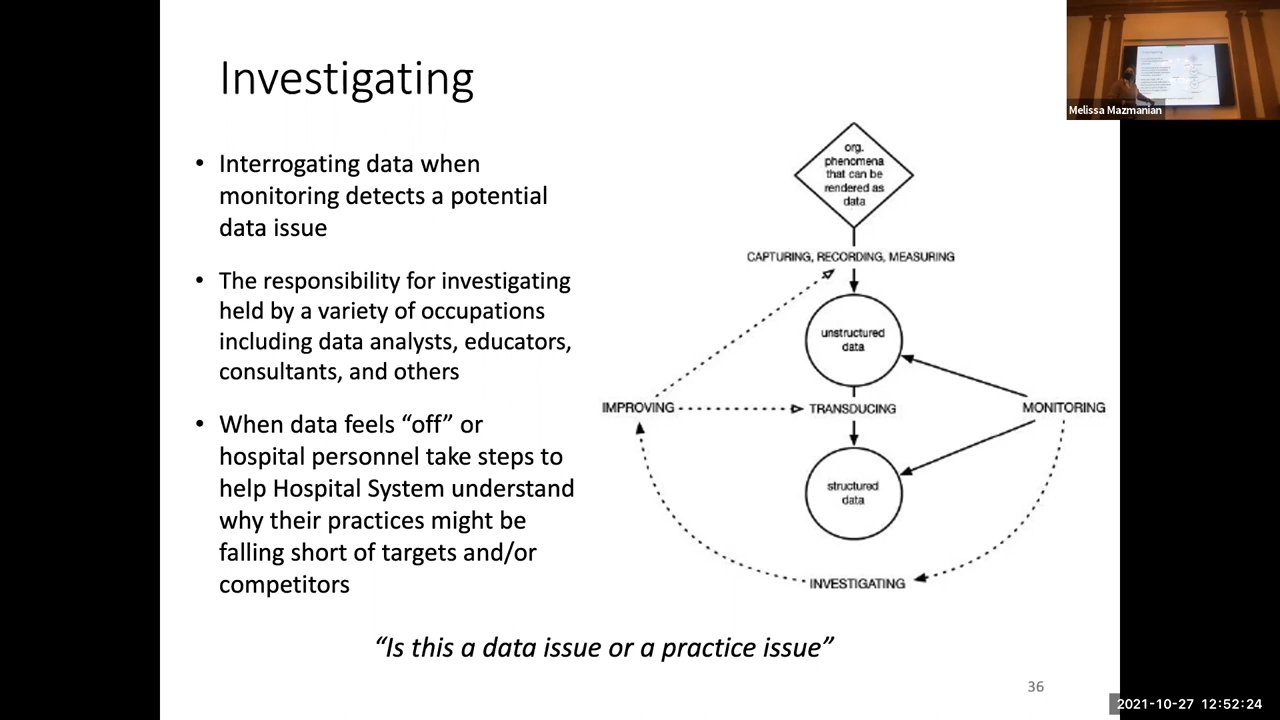 Investigating
• Interrogating data when
monitoring detects a potential
data issue
• The responsibility for investigating
held by a variety of occupations
including data analysts, educators,
consultants, and others
• When data feels “off” or
hospital personnel take steps to
help Hospital System understand
why their practices might be
falling short of targets and/or
competitors
“Is this a data issue or a practice issue”
org.
phenomena
that can be
rendered as
data
CAPTURING, RECORDING, MEASURING
unstructured
data
IMPROVING
TRANSDUCING
MONITORING
structured
data
INVESTIGATING
36
Melissa Mazmanian
2021-10-27 12:52:24